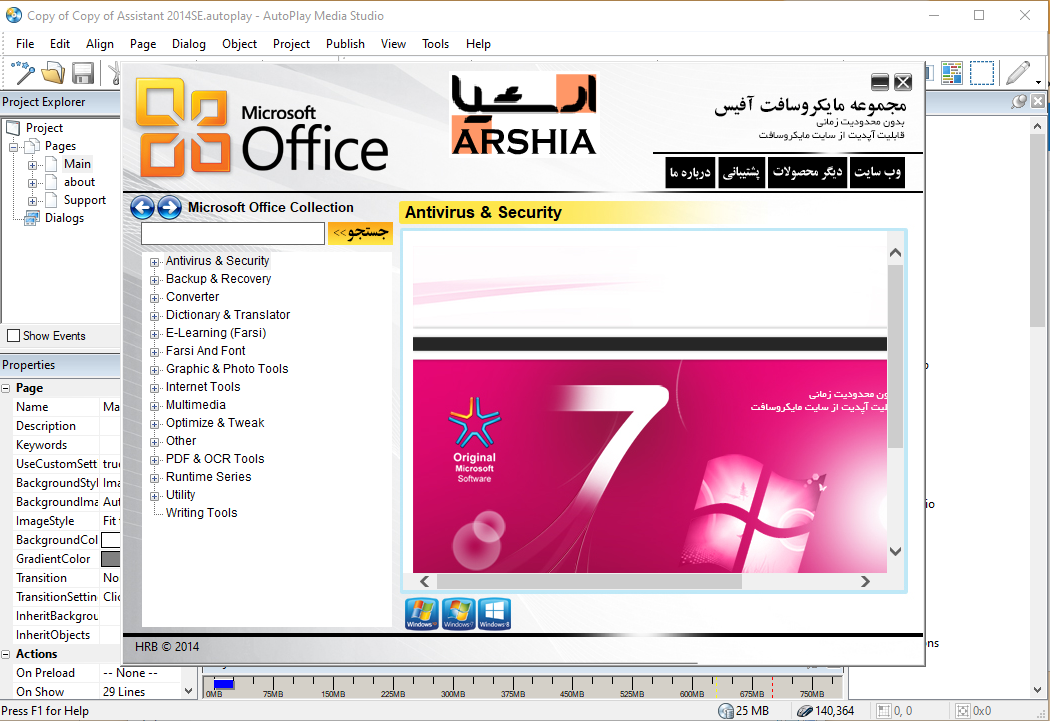 Copy of Copy of Assistant 2014SE.autoplay - AutoPlay Media Studio
File Edit Align Page Dialog Object Project Publish View Tools Help
Project Explorer
Project
Pages
Main
about
Support
Dialogs
Show Events
Properties
Page
Name Ma
Description
Keywords
UseCustomSett true
BackgroundStyl Ima
BackgroundIma Aut
ImageStyle Fit
BackgroundCol
GradientColor
Transition No
TransitionSettin Clic
InheritBackgrou
InheritObjects
Actions
On Preload -- None --
On Show 29 Lines
Microsoft
Office
ارشیا
ARSHIA
مجموعه مایکروسافت آفیس
بدون محدودیت زمانی
قابلیت آپدیت از سایت مایکروسافت
وب سایت
دیگر محصولات
پشتیبانی
درباره ما
Microsoft Office Collection
جستجو >>
Antivirus & Security
Backup & Recovery
Converter
Dictionary & Translator
E-Learning (Farsi)
Farsi And Font
Graphic & Photo Tools
Internet Tools
Multimedia
Optimize & Tweak
Other
PDF & OCR Tools
Runtime Series
Utility
Writing Tools
Antivirus & Security
7
Original
Microsoft
Software
ون محدودیت زمانی
لیت آپدیت از سایت مایکروسافت
Windows 7
Windows 8
HRB © 2014
0MB 75MB 150MB 225MB 300MB 375MB 450MB 525MB 600MB 675MB 750MB
Press F1 for Help
25 MB
140,364
0, 0
0x0